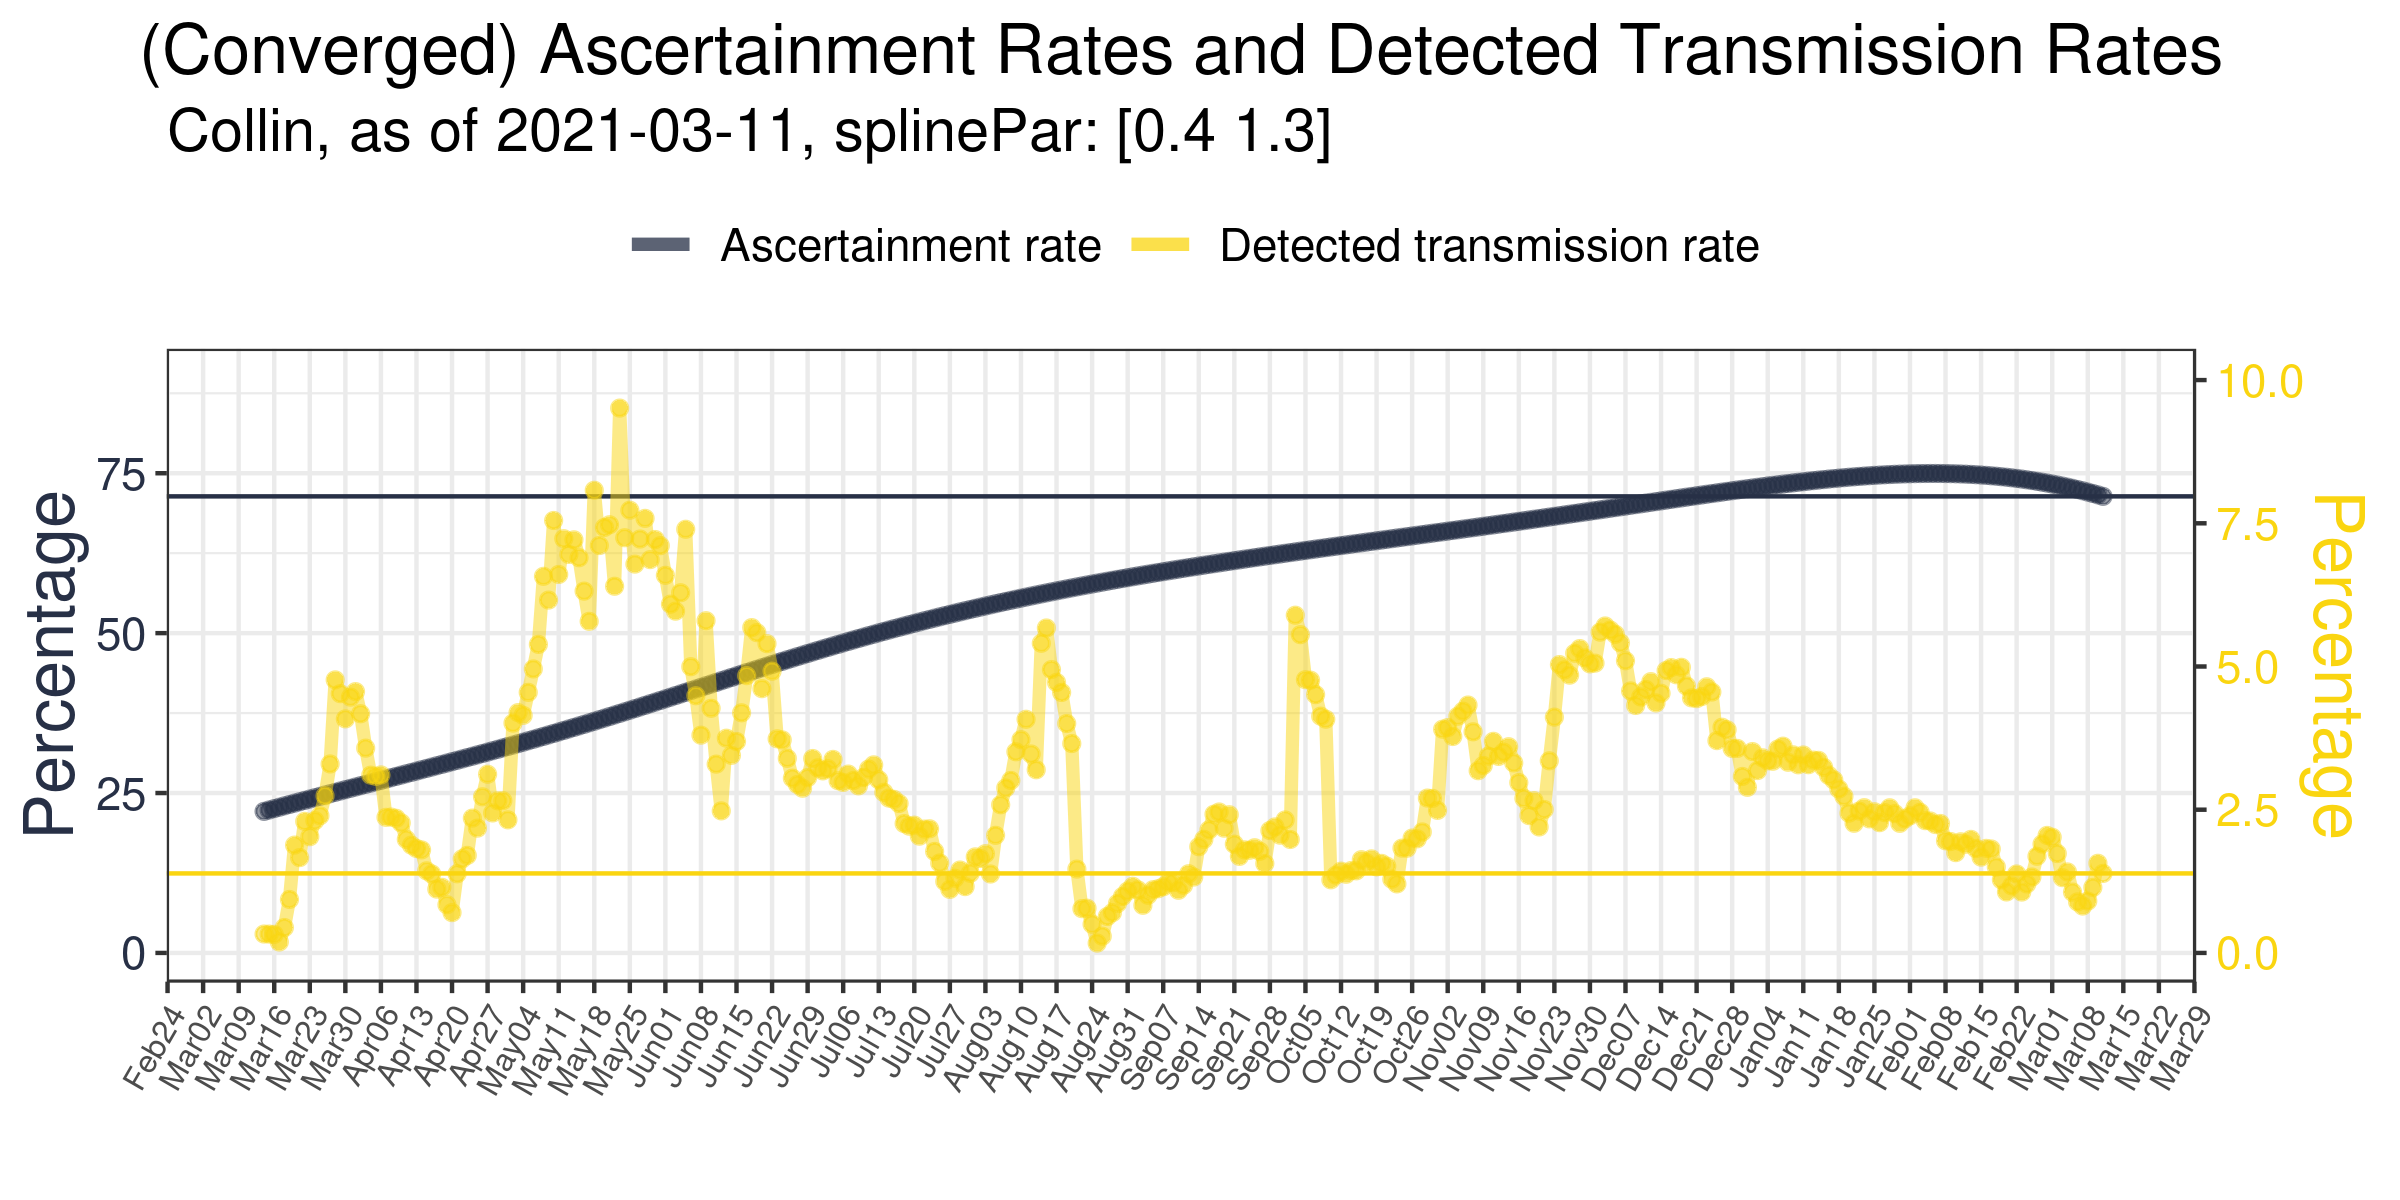 (Converged) Ascertainment Rates and Detected Transmission Rates
Collin, as of 2021-03-11, splinePar: [0.4 1.3]
Ascertainment rate
Detected transmission rate
Percentage
75
50
25
0
10.0
7.5
5.0
2.5
0.0
Percentage
Feb24
Mar02
Mar09
Mar16
Mar23
Mar30
Apr06
Apr13
Apr20
Apr27
May04
May11
May18
May25
Jun01
Jun08
Jun15
Jun22
Jun29
Jul06
Jul13
Jul20
Jul27
Aug03
Aug10
Aug17
Aug24
Aug31
Sep07
Sep14
Sep21
Sep28
Oct05
Oct12
Oct19
Oct26
Nov02
Nov09
Nov16
Nov23
Nov30
Dec07
Dec14
Dec21
Dec28
Jan04
Jan11
Jan18
Jan25
Feb01
Feb08
Feb15
Feb22
Mar01
Mar08
Mar15
Mar22
Mar29